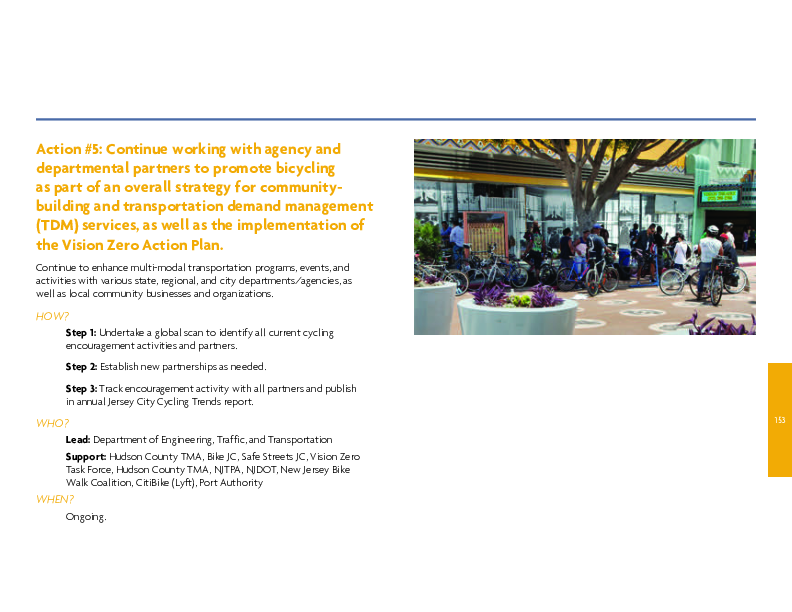 Action #5: Continue working with agency and
departmental partners to promote bicycling
as part of an overall strategy for community-
building and transportation demand management
(TDM) services, as well as the implementation of
the Vision Zero Action Plan.
Continue to enhance multi-modal transportation programs, events, and
activities with various state, regional, and city departments/agencies, as
well as local community businesses and organizations.
HOW?
Step 1: Undertake a global scan to identify all current cycling
encouragement activities and partners.
Step 2: Establish new partnerships as needed.
Step 3: Track encouragement activity with all partners and publish
in annual Jersey City Cycling Trends report.
WHO?
Lead: Department of Engineering, Traffic, and Transportation
Support: Hudson County TMA, Bike JC, Safe Streets JC, Vision Zero
Task Force, Hudson County TMA, NJTPA, NJDOT, New Jersey Bike
Walk Coalition, CitiBike (Lyft), Port Authority
WHEN?
Ongoing.
153